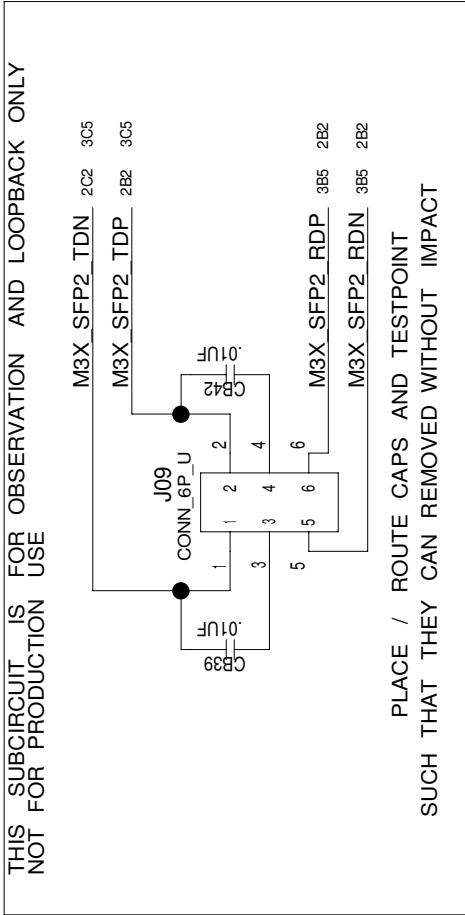 THIS SUBCIRCUIT IS FOR OBSERVATION AND LOOPBACK ONLY
NOT FOR PRODUCTION USE
M3X_SFP2_TDN 2C2 3C5
M3X_SFP2_TDP 2B2 3C5
.01UF
CB42
J09
CONN_6P_U
2 2
4 4
6 6
1 1
3 3
5 5
.01UF
CB39
M3X_SFP2_RDP 3B5 2B2
M3X_SFP2_RDN 3B5 2B2
PLACE / ROUTE CAPS AND TESTPOINT
SUCH THAT THEY CAN REMOVED WITHOUT IMPACT